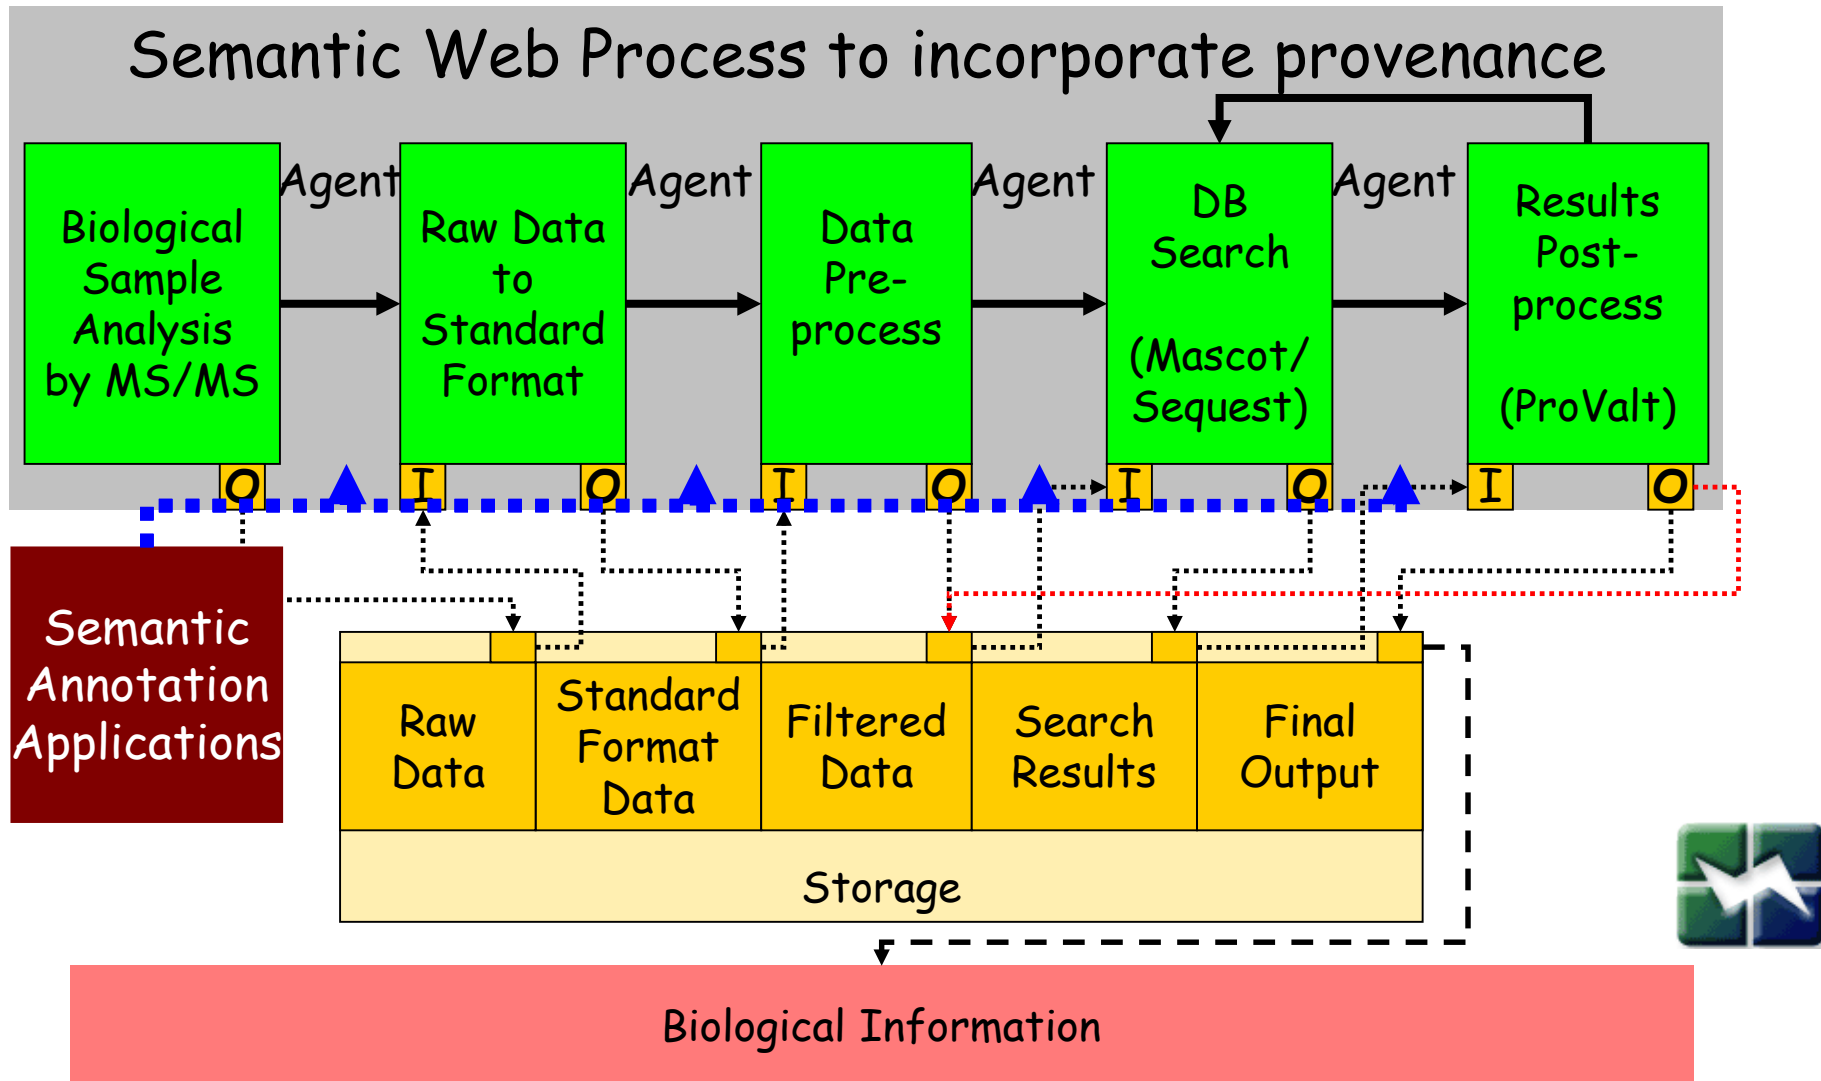 Semantic Web Process to incorporate provenance
Biological
Sample
Analysis
by MS/MS
Agent
Raw Data
to
Standard
Format
Agent
Data
Pre-
process
Agent
DB
Search
(Mascot/
Sequest)
Agent
Results
Post-
process
(ProValt)
O
I
O
I
O
I
O
I
O
Semantic
Annotation
Applications
Raw
Data
Standard
Format
Data
Filtered
Data
Search
Results
Final
Output
Storage
Biological Information